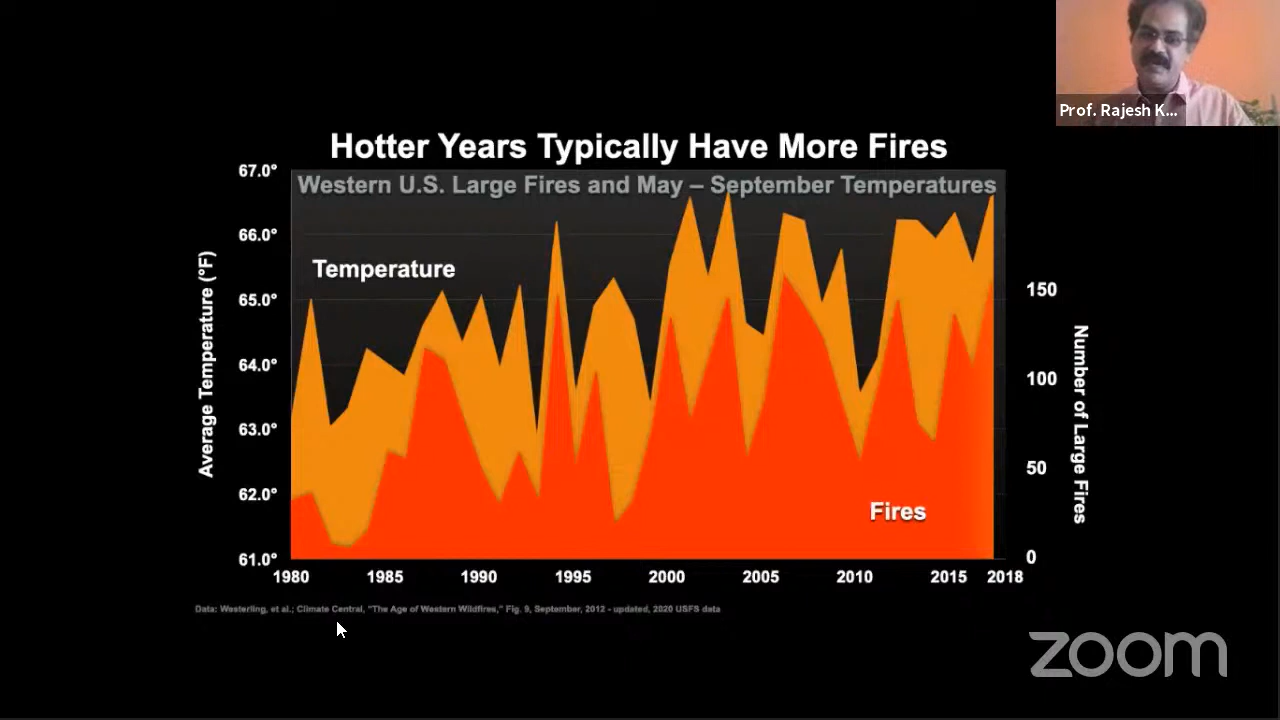 Prof. Rajesh K...
Hotter Years Typically Have More Fires
Western U.S. Large Fires and May – September Temperatures
67.0°
66.0°
65.0°
64.0°
63.0°
62.0°
61.0°
Average Temperature (°F)
Temperature
Fires
150
100
50
0
Number of Large Fires
1980 1985 1990 1995 2000 2005 2010 2015 2018
Data: Westerling, et al.; Climate Central, "The Age of Western Wildfires," Fig. 9, September, 2012 - updated, 2020 USFS data
zoom